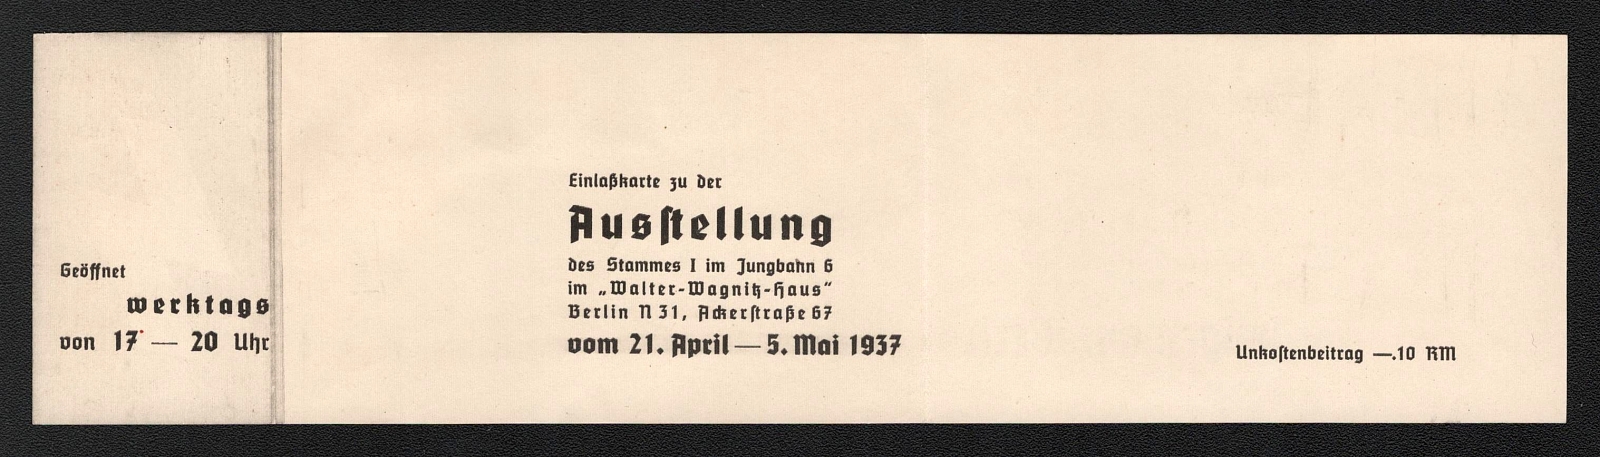 Geöffnet
werktags
von 17 — 20 Uhr
Einlaßkarte zu der
Ausstellung
des Stammes I im Jungbahn 6
im „Walter-Wagnitz-Haus“
Berlin N 31, Ackerstraße 67
vom 21. April — 5. Mai 1937
Unkostenbeitrag —.10 RM